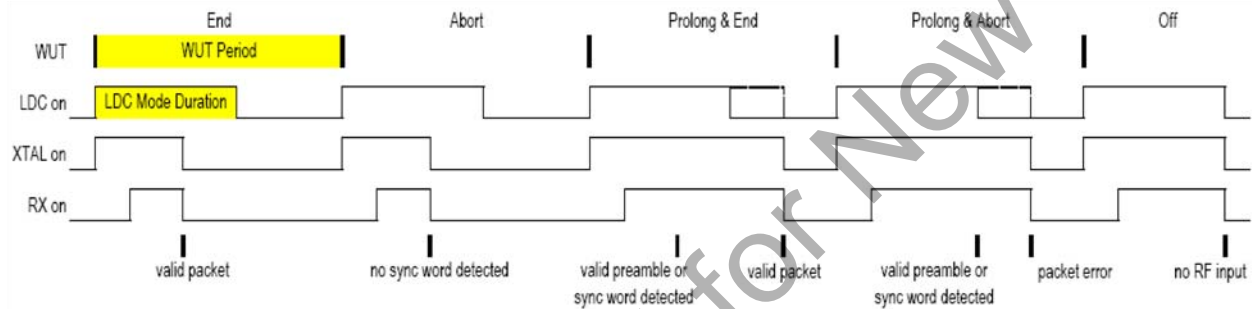 End Abort Prolong & End Prolong & Abort Off
WUT WUT Period
LDC on LDC Mode Duration
XTAL on
RX on
valid packet no sync word detected valid preamble or valid packet valid preamble or packet error no RF input
sync word detected sync word detected
for New